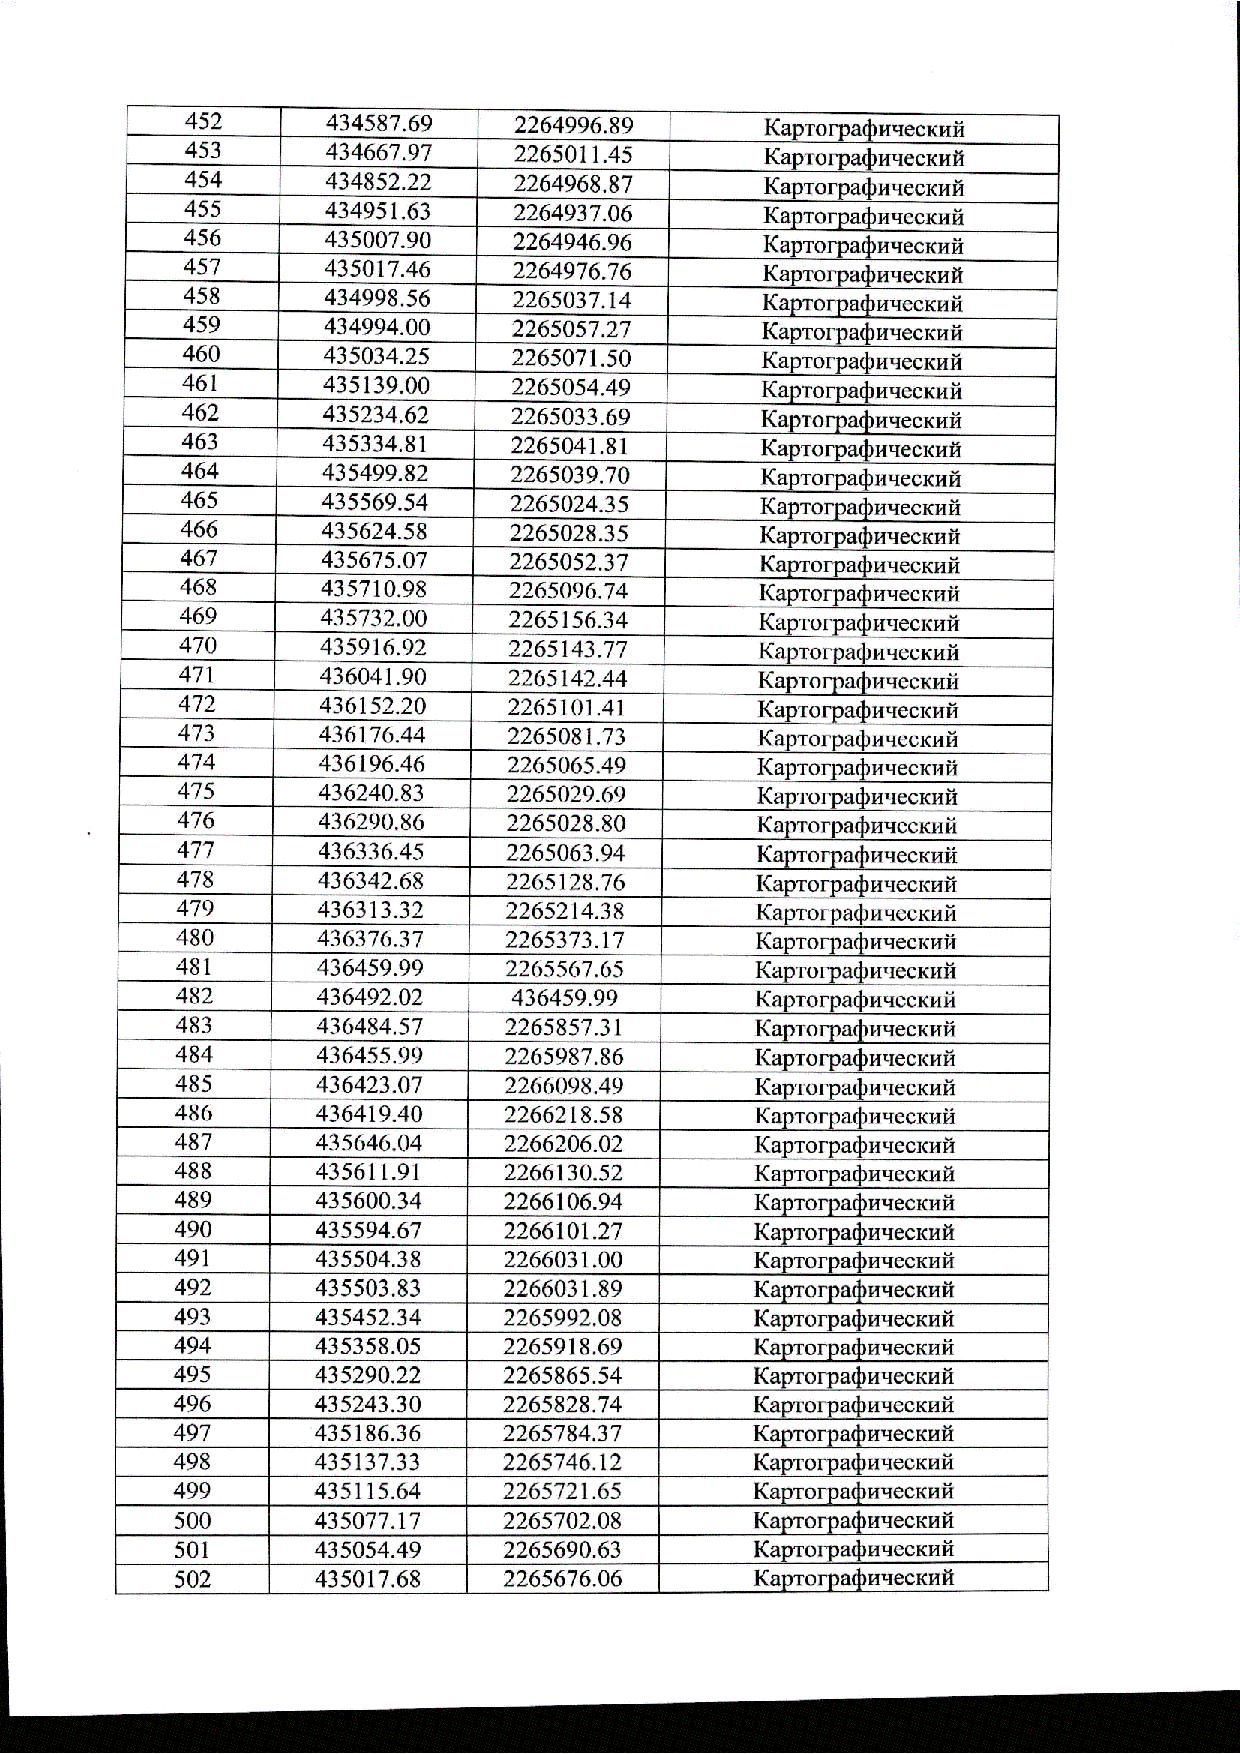 452 434587.69 2264996.89 Картографический
453 434667.97 2265011.45 Картографический
454 434852.22 2264968.87 Картографический
455 434951.63 2264937.06 Картографический
456 435007.90 2264946.96 Картографический
457 435017.46 2264976.76 Картографический
458 434998.56 2265037.14 Картографический
459 434994.00 2265057.27 Картографический
460 435034.25 2265071.50 Картографический
461 435139.00 2265054.49 Картографический
462 435234.62 2265033.69 Картографический
463 435334.81 2265041.81 Картографический
464 435499.82 2265039.70 Картографический
465 435569.54 2265024.35 Картографический
466 435624.58 2265028.35 Картографический
467 435675.07 2265052.37 Картографический
468 435710.98 2265096.74 Картографический
469 435732.00 2265156.34 Картографический
470 435916.92 2265143.77 Картографический
471 436041.90 2265142.44 Картографический
472 436152.20 2265101.41 Картографический
473 436176.44 2265081.73 Картографический
474 436196.46 2265065.49 Картографический
475 436240.83 2265029.69 Картографический
476 436290.86 2265028.80 Картографический
477 436336.45 2265063.94 Картографический
478 436342.68 2265128.76 Картографический
479 436313.32 2265214.38 Картографический
480 436376.37 2265373.17 Картографический
481 436459.99 2265567.65 Картографический
482 436492.02 436459.99 Картографический
483 436484.57 2265857.31 Картографический
484 436455.99 2265987.86 Картографический
485 436423.07 2266098.49 Картографический
486 436419.40 2266218.58 Картографический
487 435646.04 2266206.02 Картографический
488 435611.91 2266130.52 Картографический
489 435600.34 2266106.94 Картографический
490 435594.67 2266101.27 Картографический
491 435504.38 2266031.00 Картографический
492 435503.83 2266031.89 Картографический
493 435452.34 2265992.08 Картографический
494 435358.05 2265918.69 Картографический
495 435290.22 2265865.54 Картографический
496 435243.30 2265828.74 Картографический
497 435186.36 2265784.37 Картографический
498 435137.33 2265746.12 Картографический
499 435115.64 2265721.65 Картографический
500 435077.17 2265702.08 Картографический
501 435054.49 2265690.63 Картографический
502 435017.68 2265676.06 Картографический